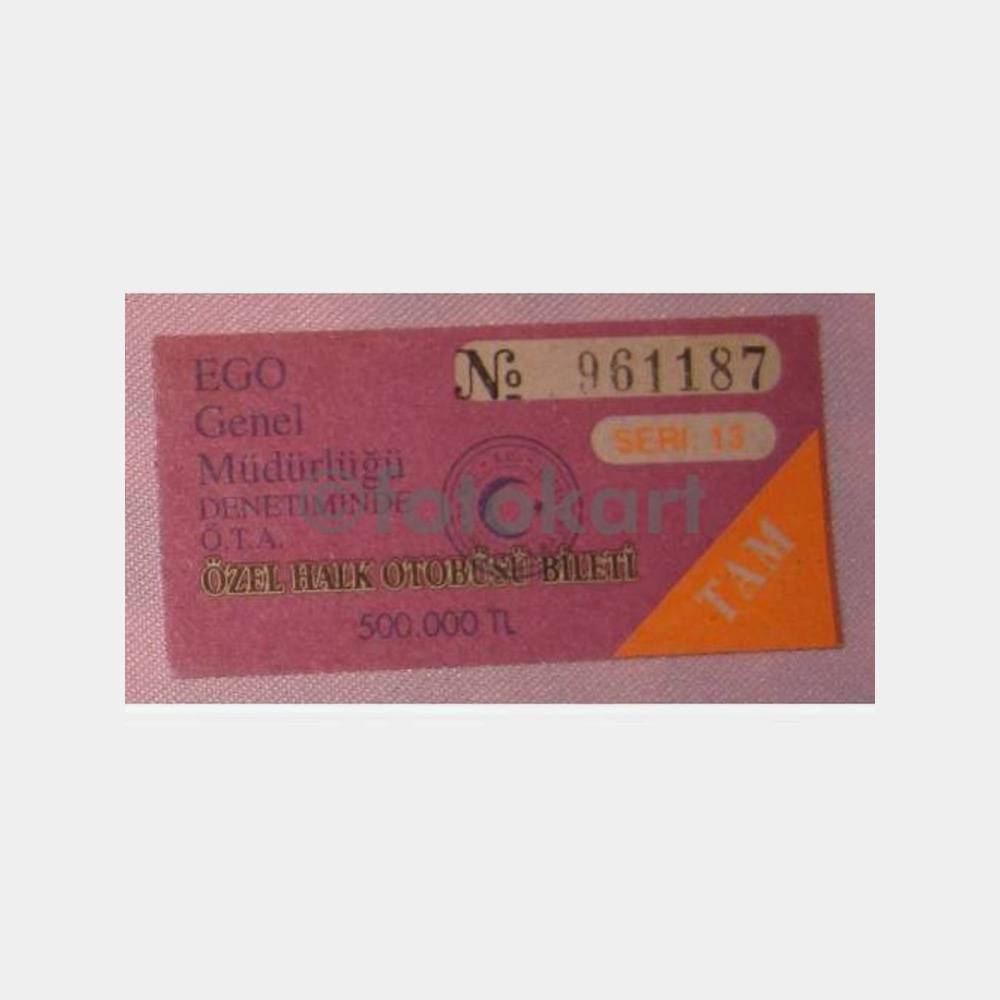 EGO
Genel
Müdürlüğü
DENETİMİNDE
Ö.T.A.
ÖZEL HALK OTOBÜSÜ BİLETİ
500.000 TL
No 961187
SERİ: 13
TAM
©fotokart